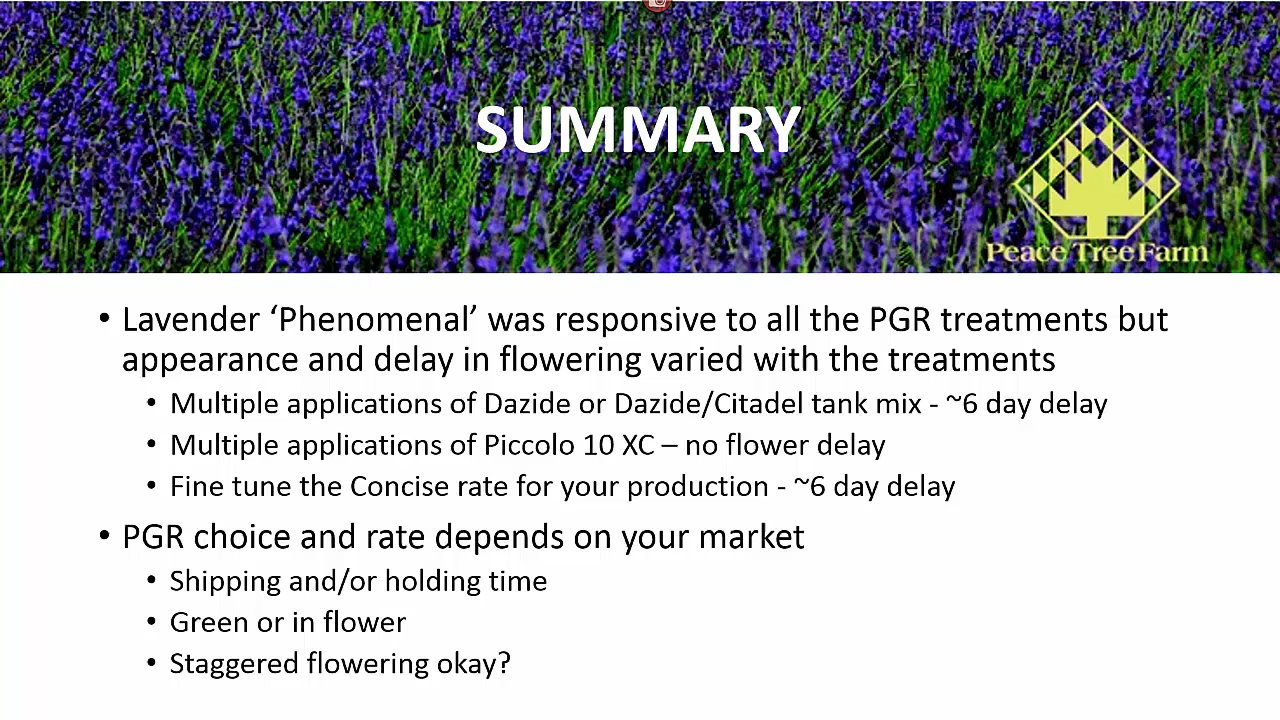 SUMMARY
Peace Tree Farm
• Lavender ‘Phenomenal’ was responsive to all the PGR treatments but
appearance and delay in flowering varied with the treatments
• Multiple applications of Dazide or Dazide/Citadel tank mix - ~6 day delay
• Multiple applications of Piccolo 10 XC – no flower delay
• Fine tune the Concise rate for your production - ~6 day delay
• PGR choice and rate depends on your market
• Shipping and/or holding time
• Green or in flower
• Staggered flowering okay?